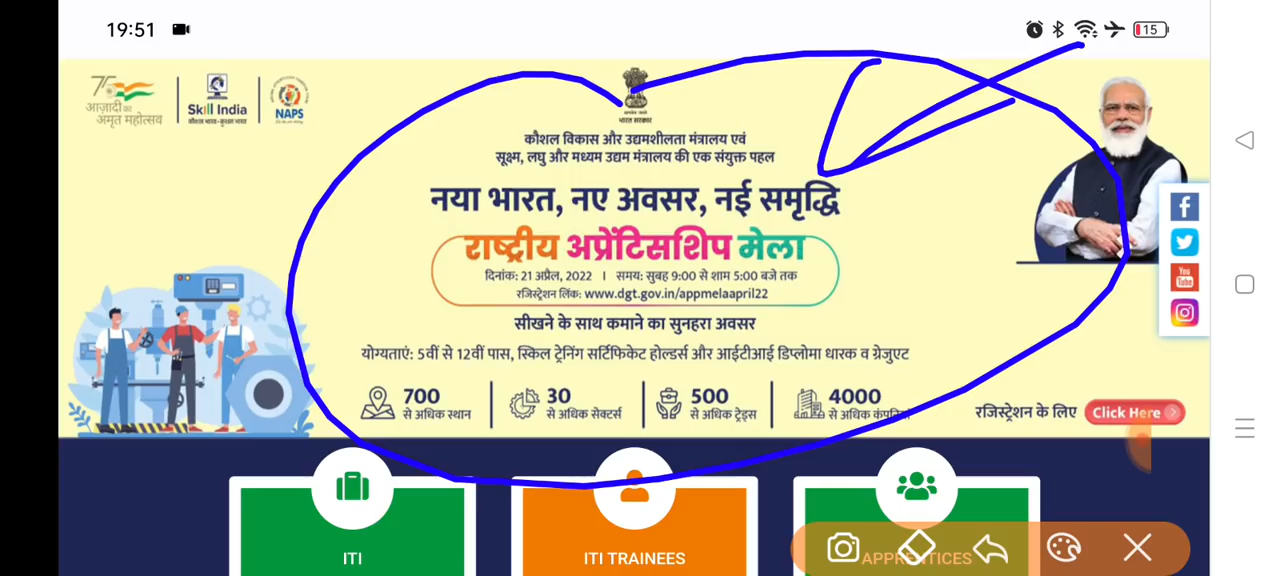 19:51
15
75
आज़ादी का
अमृत महोत्सव
Skill India
कौशल भारत-कुशल भारत
NAPS
भारत सरकार
कौशल विकास और उद्यमशीलता मंत्रालय एवं
सूक्ष्म, लघु और मध्यम उद्यम मंत्रालय की एक संयुक्त पहल
नया भारत, नए अवसर, नई समृद्धि
राष्ट्रीय अप्रेंटिसशिप मेला
दिनांक: 21 अप्रैल, 2022 । समय: सुबह 9:00 से शाम 5:00 बजे तक
रजिस्ट्रेशन लिंक: www.dgt.gov.in/appmelaapril22
सीखने के साथ कमाने का सुनहरा अवसर
योग्यताएं: 5वीं से 12वीं पास, स्किल ट्रेनिंग सर्टिफिकेट होल्डर्स और आईटीआई डिप्लोमा धारक व ग्रेजुएट
700 से अधिक स्थान
30 से अधिक सेक्टर्स
500 से अधिक ट्रेड्स
4000 से अधिक कंपनियां
रजिस्ट्रेशन के लिए Click Here
You Tube
ITI
ITI TRAINEES
APPRENTICES